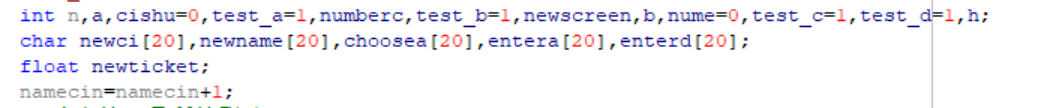 int n,a,cishu=0,test_a=1,numberc,test_b=1,newscreen,b,nume=0,test_c=1,test_d=1,h;
char newci[20],newname[20],choosea[20],entera[20],enterd[20];
float newticket;
namecin=namecin+1;